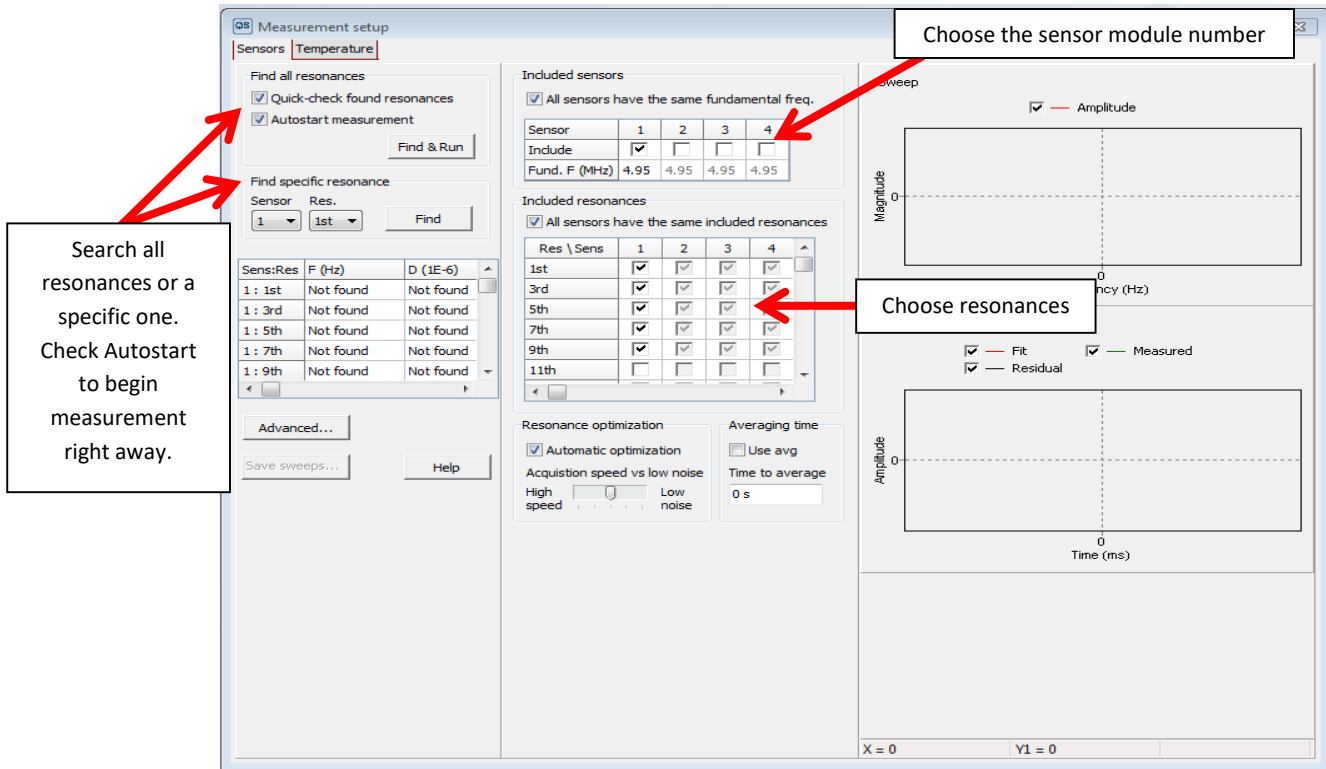 QS Measurement setup
Choose the sensor module number
Sensors Temperature
Find all resonances
Quick-check found resonances
Autostart measurement
Find & Run
Find specific resonance
Sensor Res.
1 1st Find
Search all
resonances or a
specific one.
Check Autostart
to begin
measurement
right away.
Sens:Res F (Hz) D (1E-6)
1 : 1st Not found Not found
1 : 3rd Not found Not found
1 : 5th Not found Not found
1 : 7th Not found Not found
1 : 9th Not found Not found
Advanced...
Save sweeps... Help
Included sensors
All sensors have the same fundamental freq.
Sensor 1 2 3 4
Include
Fund. F (MHz) 4.95 4.95 4.95 4.95
Included resonances
All sensors have the same included resonances
Res \ Sens 1 2 3 4
1st
3rd
5th
7th
9th
11th
Choose resonances
Resonance optimization
Automatic optimization
Acquistion speed vs low noise
High Low
speed noise
Averaging time
Use avg
Time to average
0 s
Amplitude
Magnitude
0
0
(Hz)
Fit Measured
Residual
Amplitude
0
0
Time (ms)
X = 0 Y1 = 0